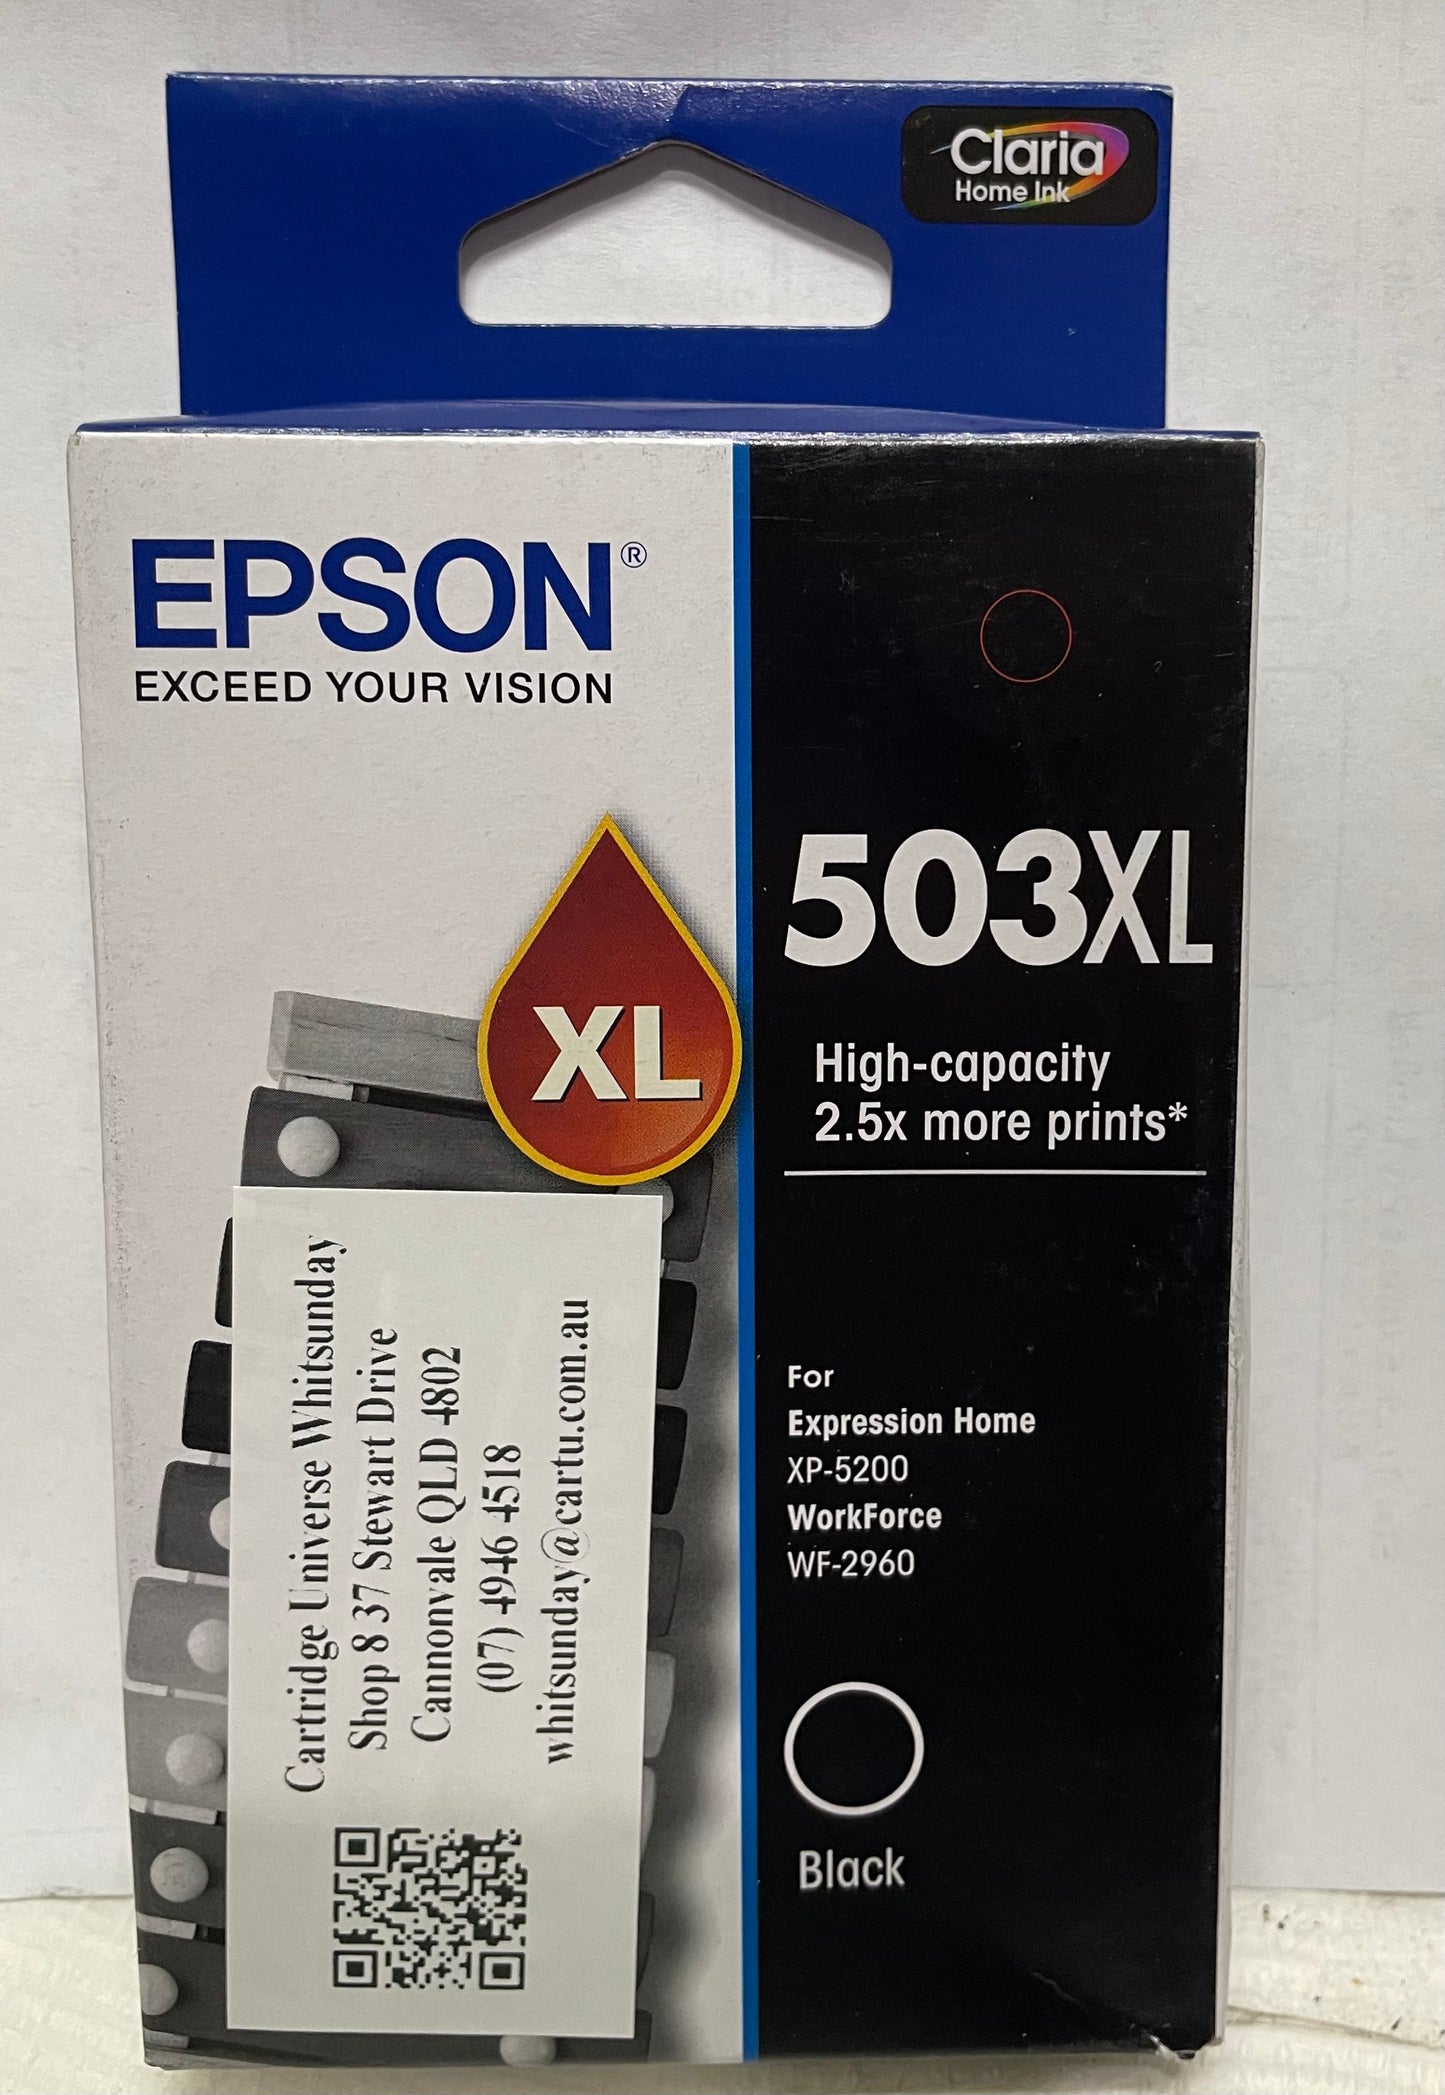 Claria
Home Ink
EPSON®
EXCEED YOUR VISION
503XL
XL
High-capacity
2.5x more prints*
For
Expression Home
XP-5200
WorkForce
WF-2960
Black
Cartridge Universe Whitsunday
Shop 8 37 Stewart Drive
Cannonvale QLD 4802
(07) 4946 4518
whitsunday@cartu.com.au